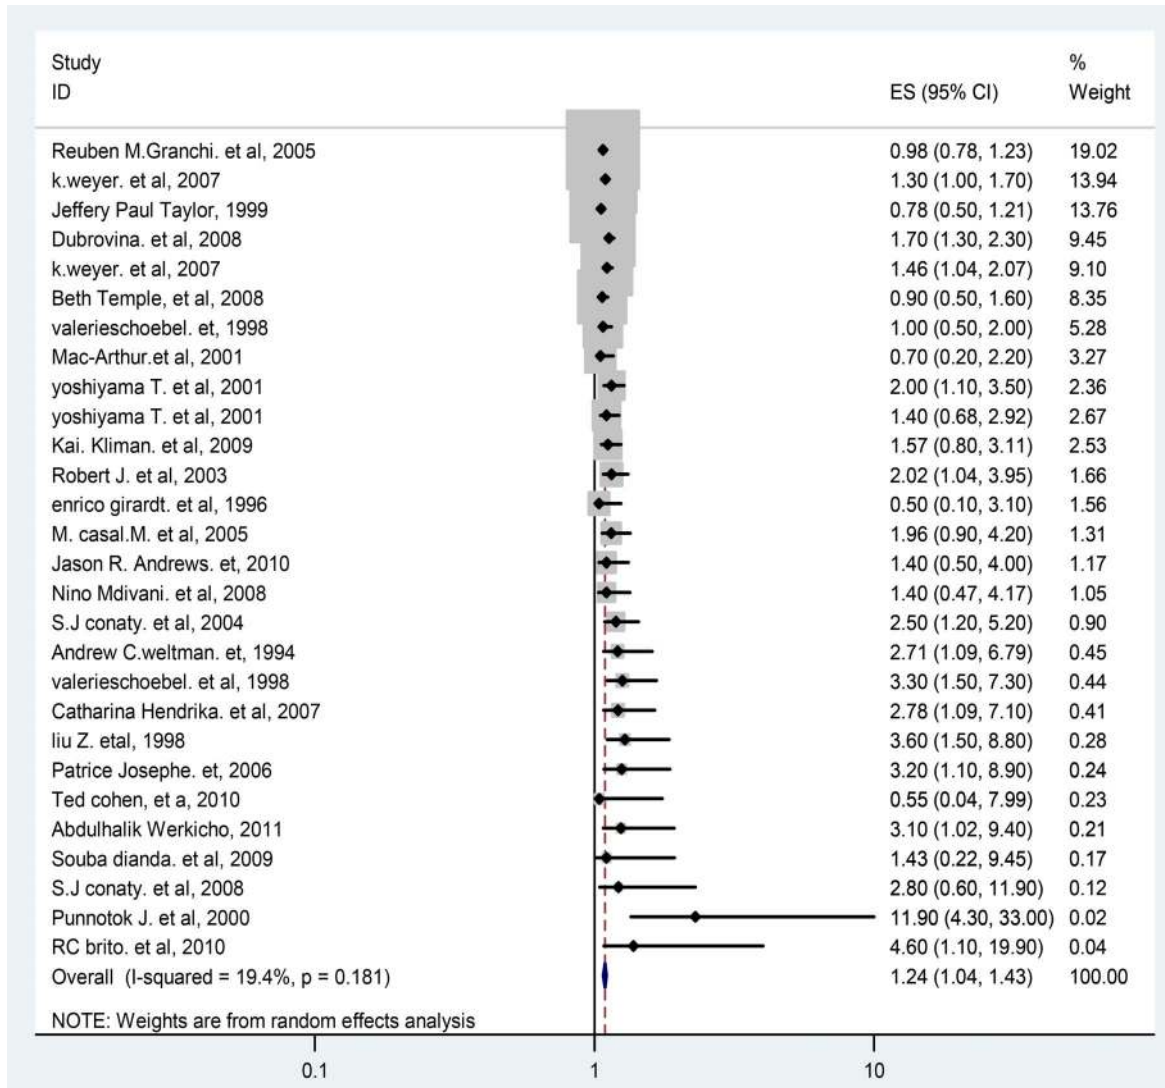 Study %
ID ES (95% CI) Weight
Reuben M.Granchi. et al, 2005 0.98 (0.78, 1.23) 19.02
k.weyer. et al, 2007 1.30 (1.00, 1.70) 13.94
Jeffery Paul Taylor, 1999 0.78 (0.50, 1.21) 13.76
Dubrovina. et al, 2008 1.70 (1.30, 2.30) 9.45
k.weyer. et al, 2007 1.46 (1.04, 2.07) 9.10
Beth Temple, et al, 2008 0.90 (0.50, 1.60) 8.35
valerieschoebel. et, 1998 1.00 (0.50, 2.00) 5.28
Mac-Arthur.et al, 2001 0.70 (0.20, 2.20) 3.27
yoshiyama T. et al, 2001 2.00 (1.10, 3.50) 2.36
yoshiyama T. et al, 2001 1.40 (0.68, 2.92) 2.67
Kai. Kliman. et al, 2009 1.57 (0.80, 3.11) 2.53
Robert J. et al, 2003 2.02 (1.04, 3.95) 1.66
enrico girardt. et al, 1996 0.50 (0.10, 3.10) 1.56
M. casal.M. et al, 2005 1.96 (0.90, 4.20) 1.31
Jason R. Andrews. et, 2010 1.40 (0.50, 4.00) 1.17
Nino Mdivani. et al, 2008 1.40 (0.47, 4.17) 1.05
S.J conaty. et al, 2004 2.50 (1.20, 5.20) 0.90
Andrew C.weltman. et, 1994 2.71 (1.09, 6.79) 0.45
valerieschoebel. et al, 1998 3.30 (1.50, 7.30) 0.44
Catharina Hendrika. et al, 2007 2.78 (1.09, 7.10) 0.41
liu Z. etal, 1998 3.60 (1.50, 8.80) 0.28
Patrice Josephe. et, 2006 3.20 (1.10, 8.90) 0.24
Ted cohen, et a, 2010 0.55 (0.04, 7.99) 0.23
Abdulhalik Werkicho, 2011 3.10 (1.02, 9.40) 0.21
Souba dianda. et al, 2009 1.43 (0.22, 9.45) 0.17
S.J conaty. et al, 2008 2.80 (0.60, 11.90) 0.12
Punnotok J. et al, 2000 11.90 (4.30, 33.00) 0.02
RC brito. et al, 2010 4.60 (1.10, 19.90) 0.04
Overall (I-squared = 19.4%, p = 0.181) 1.24 (1.04, 1.43) 100.00
NOTE: Weights are from random effects analysis
0.1 1 10